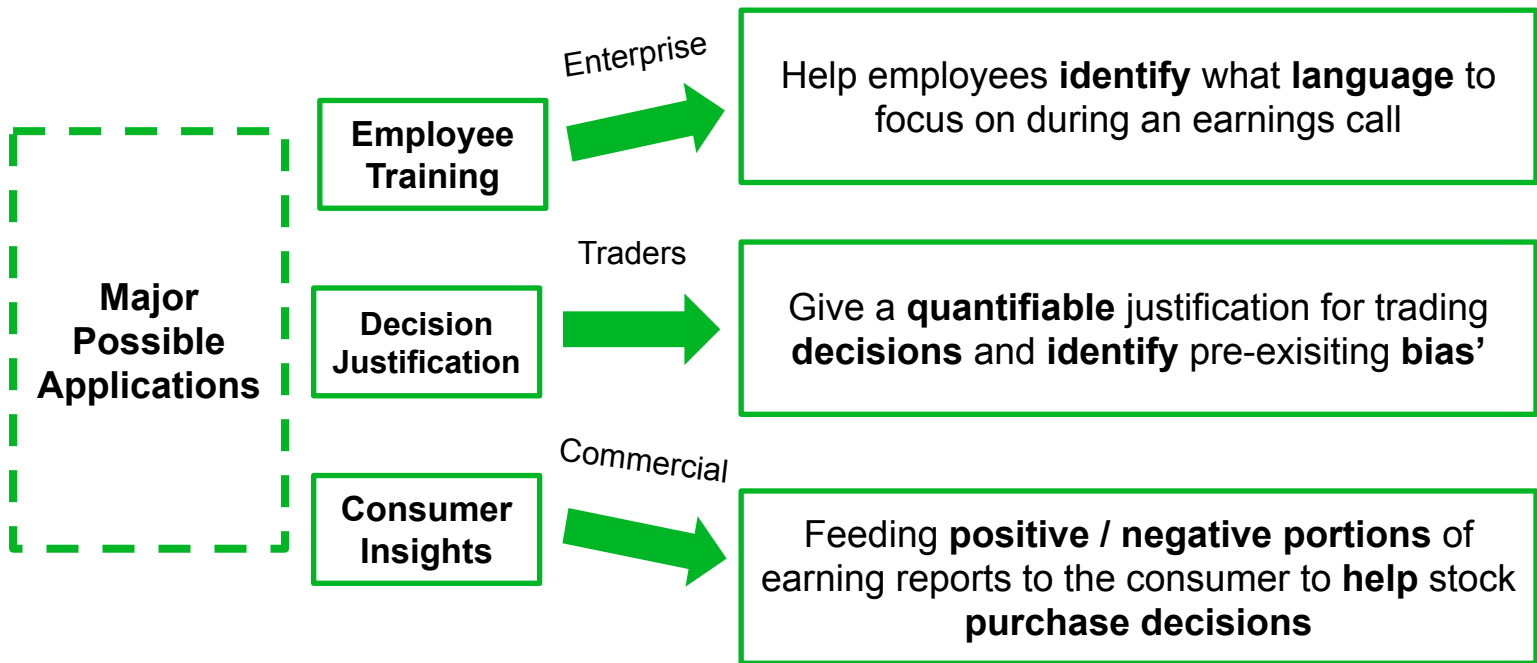 Major
Possible
Applications
Employee
Training
Enterprise
Help employees identify what language to
focus on during an earnings call
Decision
Justification
Traders
Give a quantifiable justification for trading
decisions and identify pre-exisiting bias’
Consumer
Insights
Commercial
Feeding positive / negative portions of
earning reports to the consumer to help stock
purchase decisions